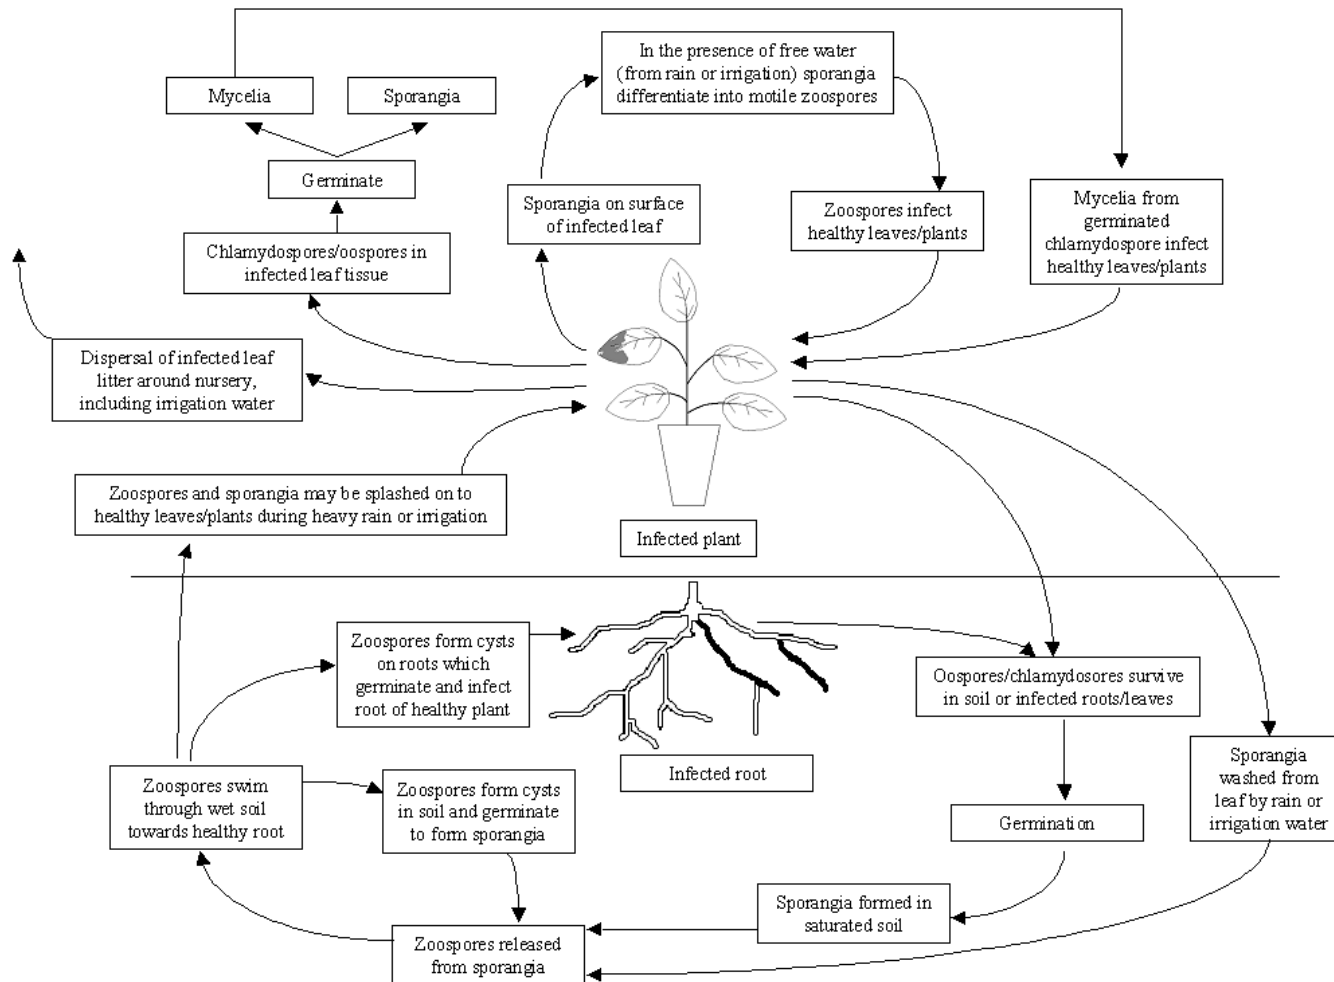 In the presence of free water
(from rain or irrigation) sporangia
differentiate into motile zoospores
Mycelia
Sporangia
Germinate
Sporangia on surface
of infected leaf
Zoospores infect
healthy leaves/plants
Mycelia from
germinated
chlamydospore infect
healthy leaves/plants
Chlamydospores/oospores in
infected leaf tissue
Dispersal of infected leaf
litter around nursery,
including irrigation water
Zoospores and sporangia may be splashed on to
healthy leaves/plants during heavy rain or irrigation
Infected plant
Zoospores form cysts
on roots which
germinate and infect
root of healthy plant
Oospores/chlamydosores survive
in soil or infected roots/leaves
Infected root
Zoospores swim
through wet soil
towards healthy root
Zoospores form cysts
in soil and germinate
to form sporangia
Germination
Sporangia
washed from
leaf by rain or
irrigation water
Sporangia formed in
saturated soil
Zoospores released
from sporangia